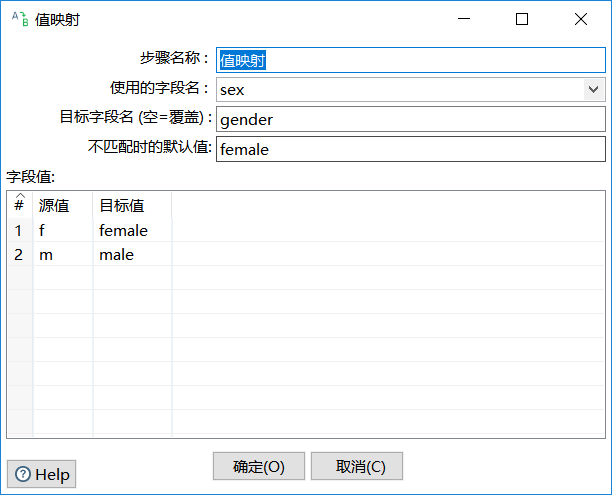 值映射
步骤名称 :
值映射
使用的字段名 :
sex
目标字段名 (空=覆盖) :
gender
不匹配时的默认值:
female
字段值:
# 源值 目标值
1 f female
2 m male
Help
确定(O)
取消(C)